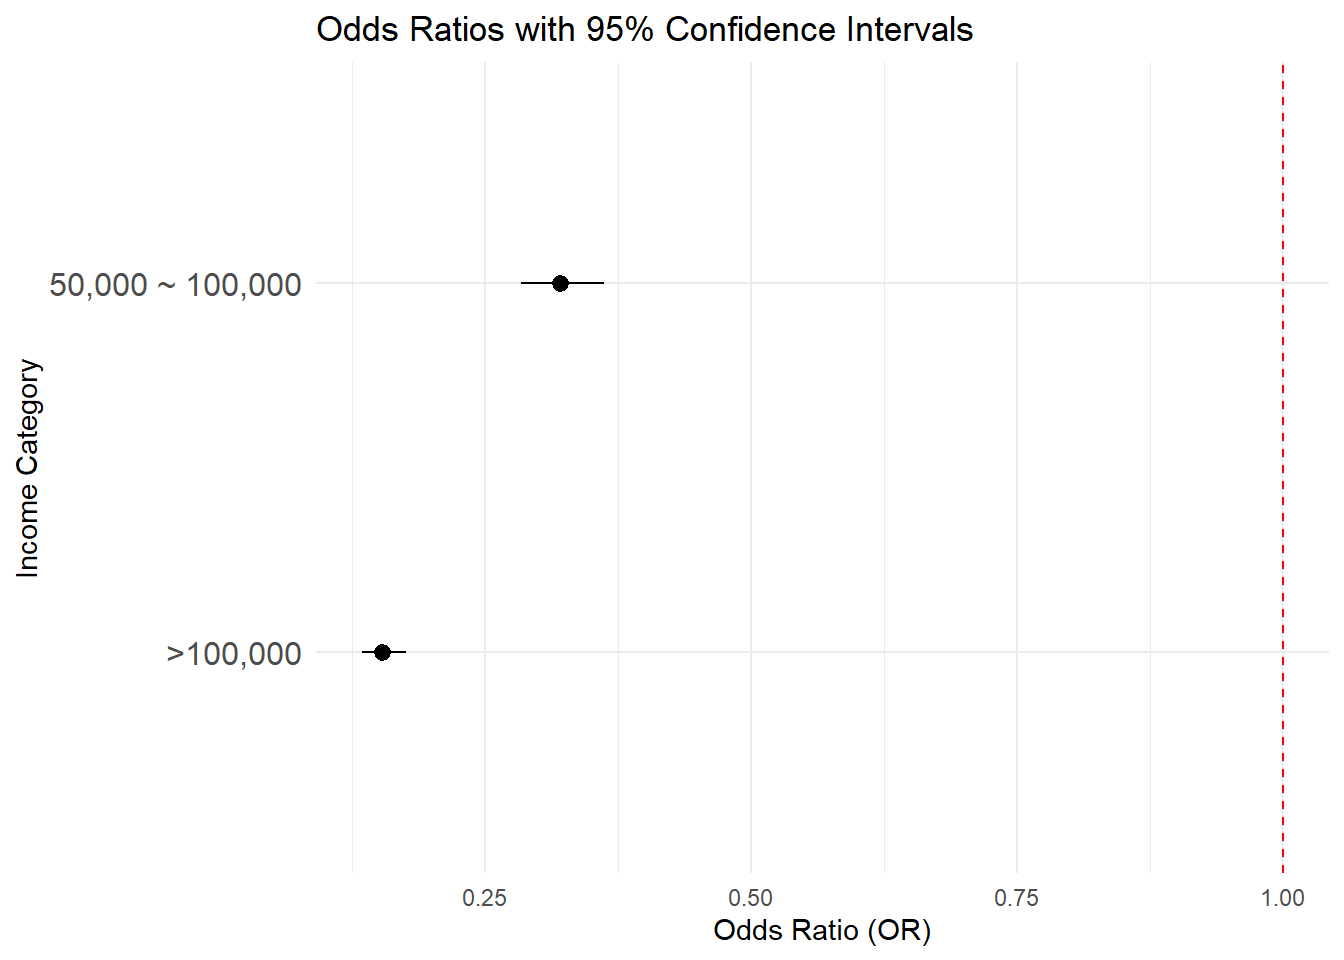 Odds Ratios with 95% Confidence Intervals
Income Category
50,000 ~ 100,000
>100,000
0.25 0.50 0.75 1.00
Odds Ratio (OR)